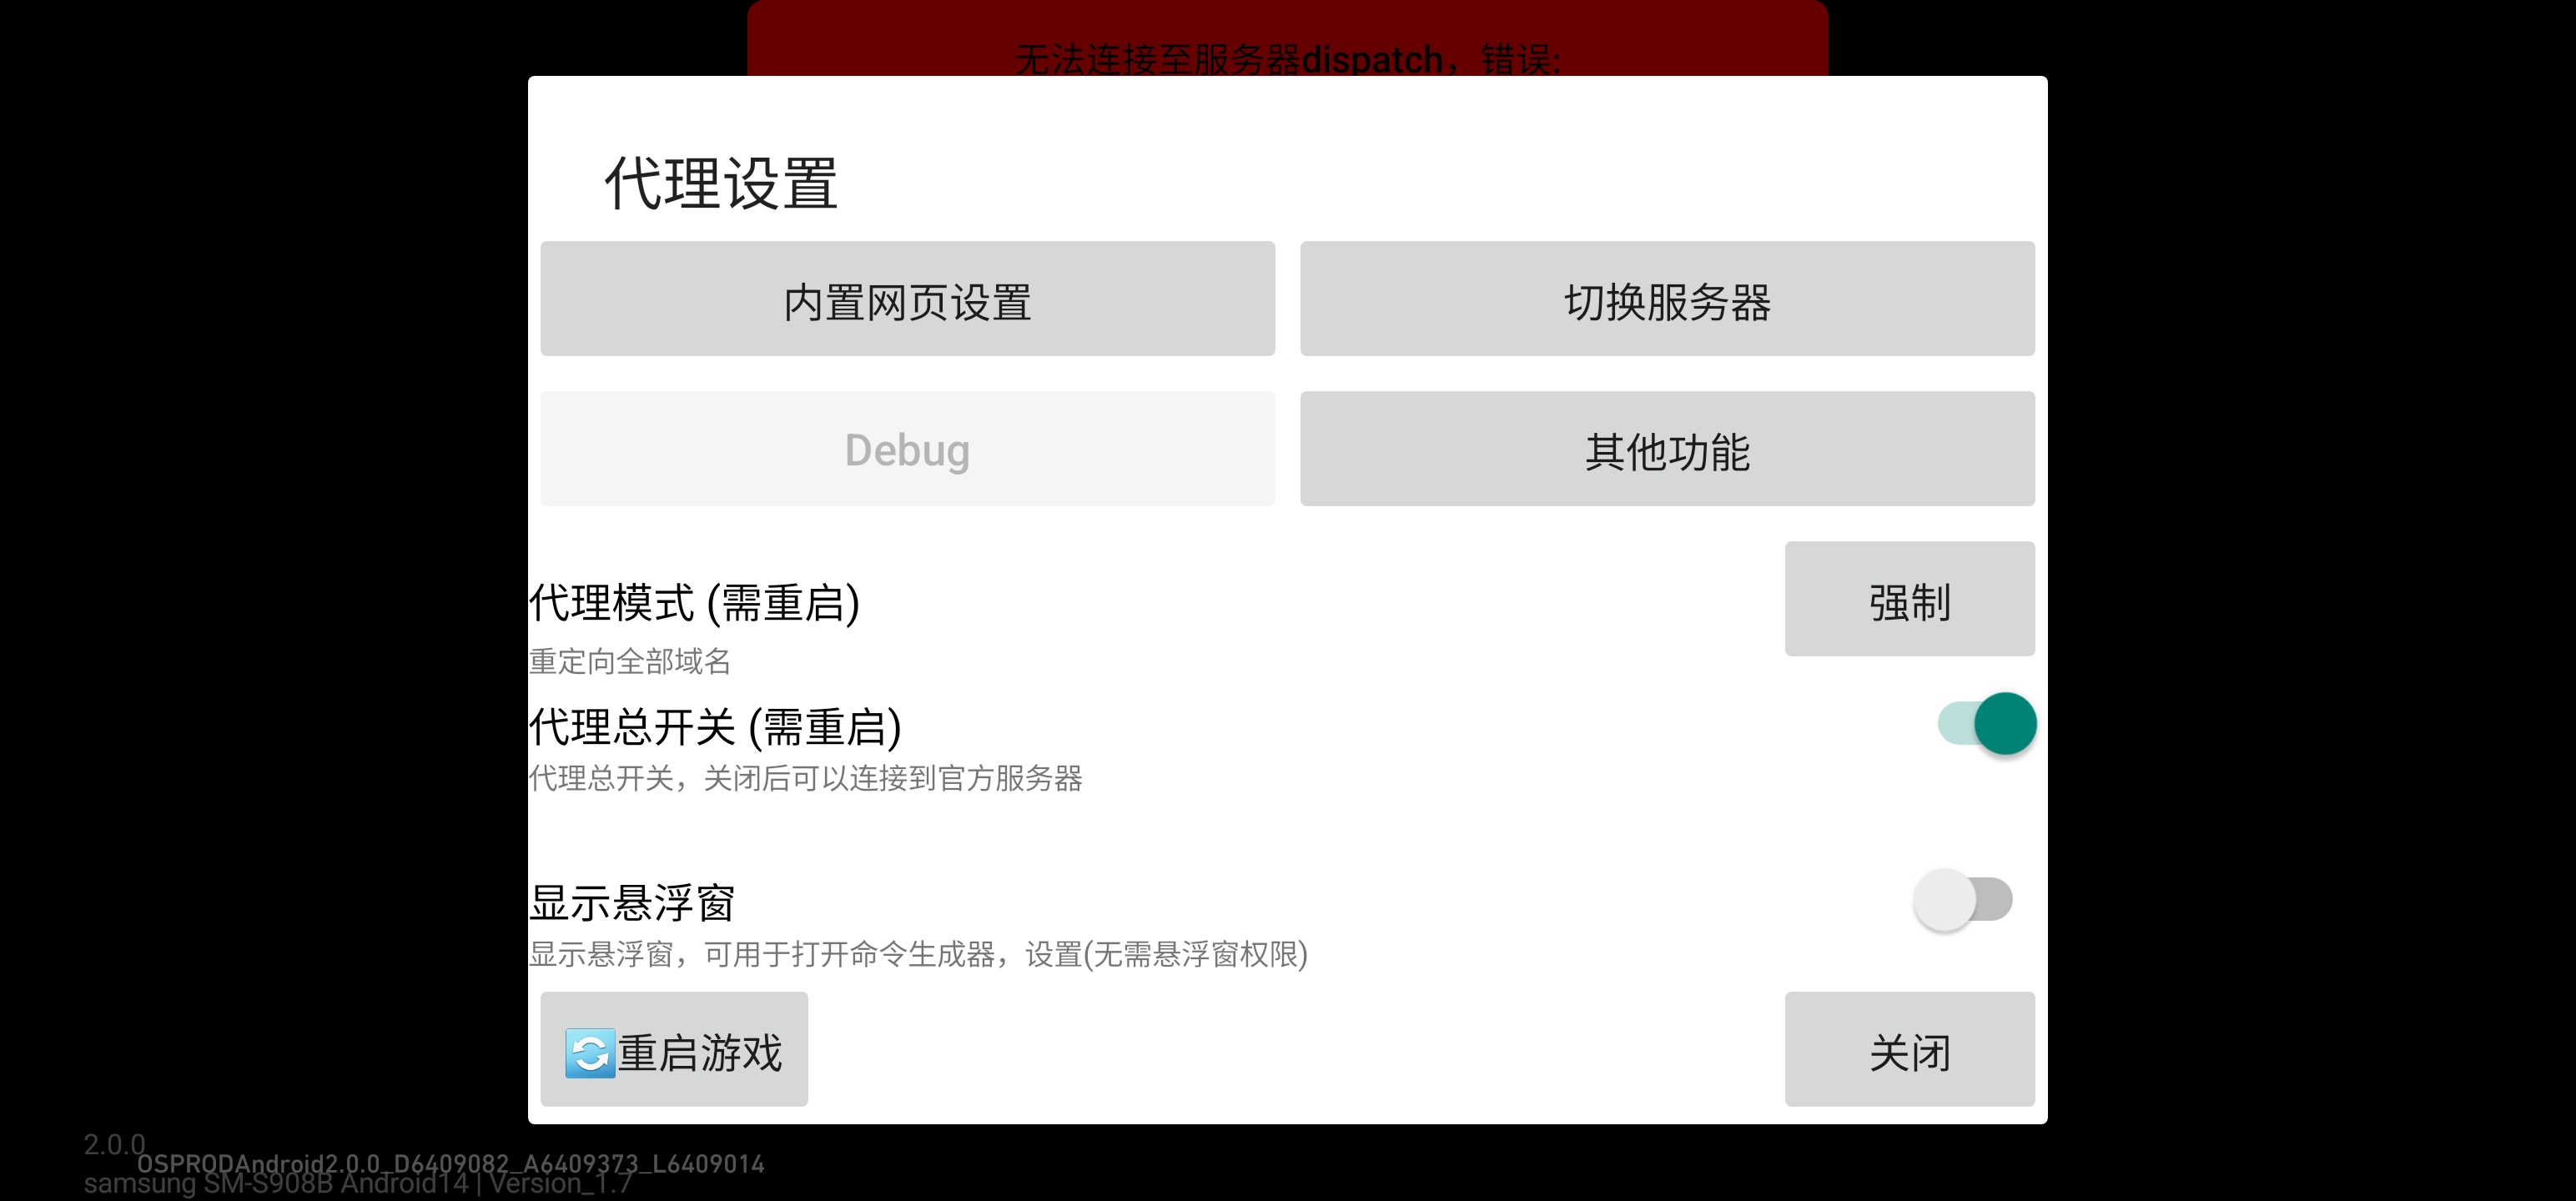 无法连接至服务器dispatch，错误:
代理设置
内置网页设置
切换服务器
Debug
其他功能
代理模式 (需重启)
强制
重定向全部域名
代理总开关 (需重启)
代理总开关，关闭后可以连接到官方服务器
显示悬浮窗
显示悬浮窗，可用于打开命令生成器，设置(无需悬浮窗权限)
🔄重启游戏
关闭
2.0.0
OSPRODAndroid2.0.0_D6409082_A6409373_L6409014
samsung SM-S908B Android14 | Version_1.7